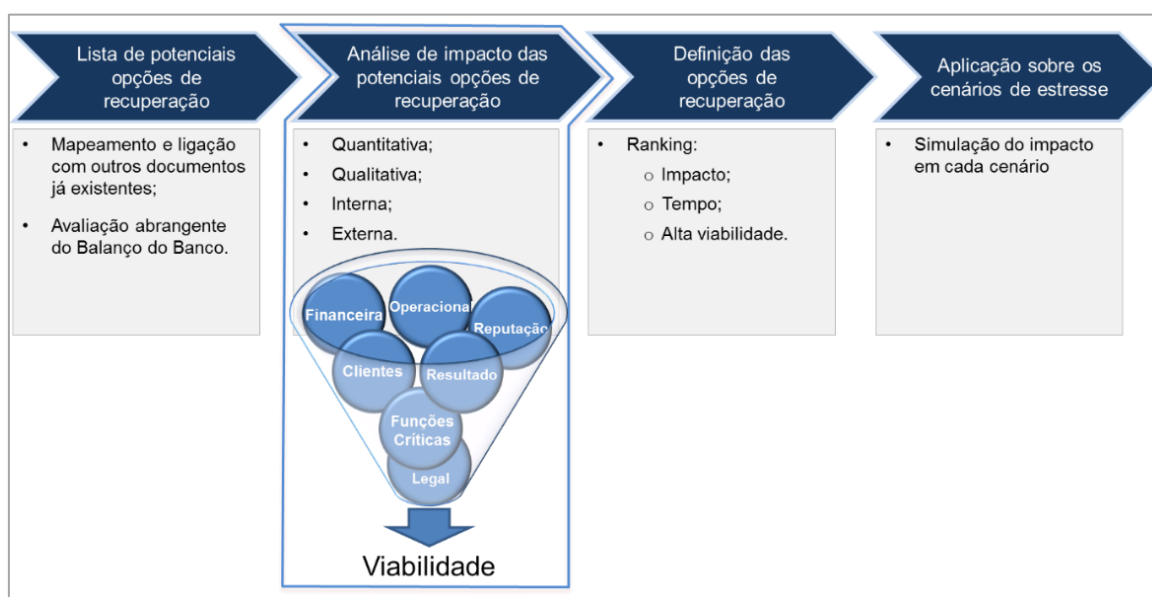 Lista de potenciais
opções de
recuperação
• Mapeamento e ligação
com outros documentos
já existentes;
• Avaliação abrangente
do Balanço do Banco.
Análise de impacto das
potenciais opções de
recuperação
• Quantitativa;
• Qualitativa;
• Interna;
• Externa.
Financeira
Operacional
Reputação
Clientes
Resultado
Funções
Críticas
Legal
Viabilidade
Definição das
opções de
recuperação
• Ranking:
o Impacto;
o Tempo;
o Alta viabilidade.
Aplicação sobre os
cenários de estresse
• Simulação do impacto
em cada cenário